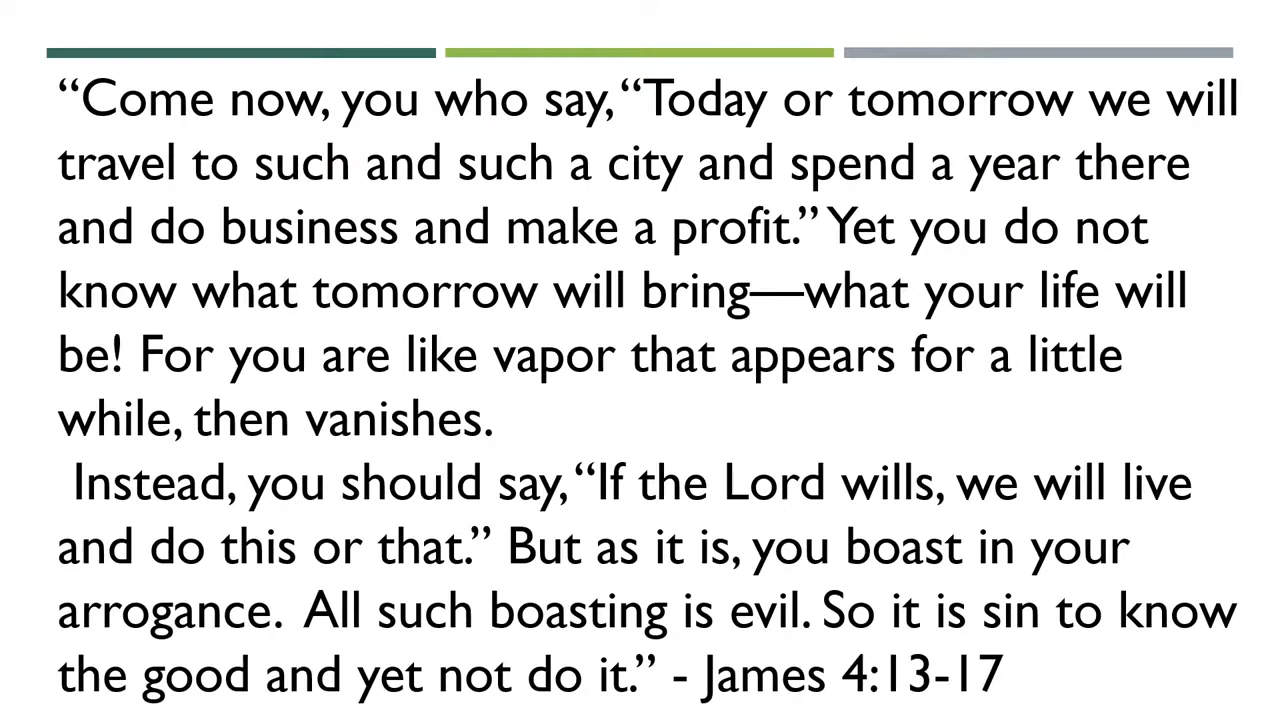 “Come now, you who say, “Today or tomorrow we will
travel to such and such a city and spend a year there
and do business and make a profit.” Yet you do not
know what tomorrow will bring—what your life will
be! For you are like vapor that appears for a little
while, then vanishes.
Instead, you should say, “If the Lord wills, we will live
and do this or that.” But as it is, you boast in your
arrogance. All such boasting is evil. So it is sin to know
the good and yet not do it.” - James 4:13-17